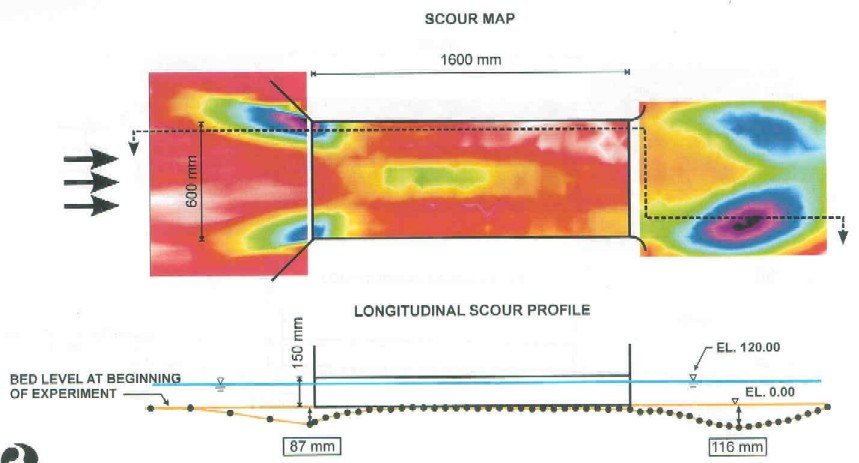 SCOUR MAP
1600 mm
600 mm
LONGITUDINAL SCOUR PROFILE
150 mm
EL. 120.00
BED LEVEL AT BEGINNING
OF EXPERIMENT
EL. 0.00
87 mm
116 mm